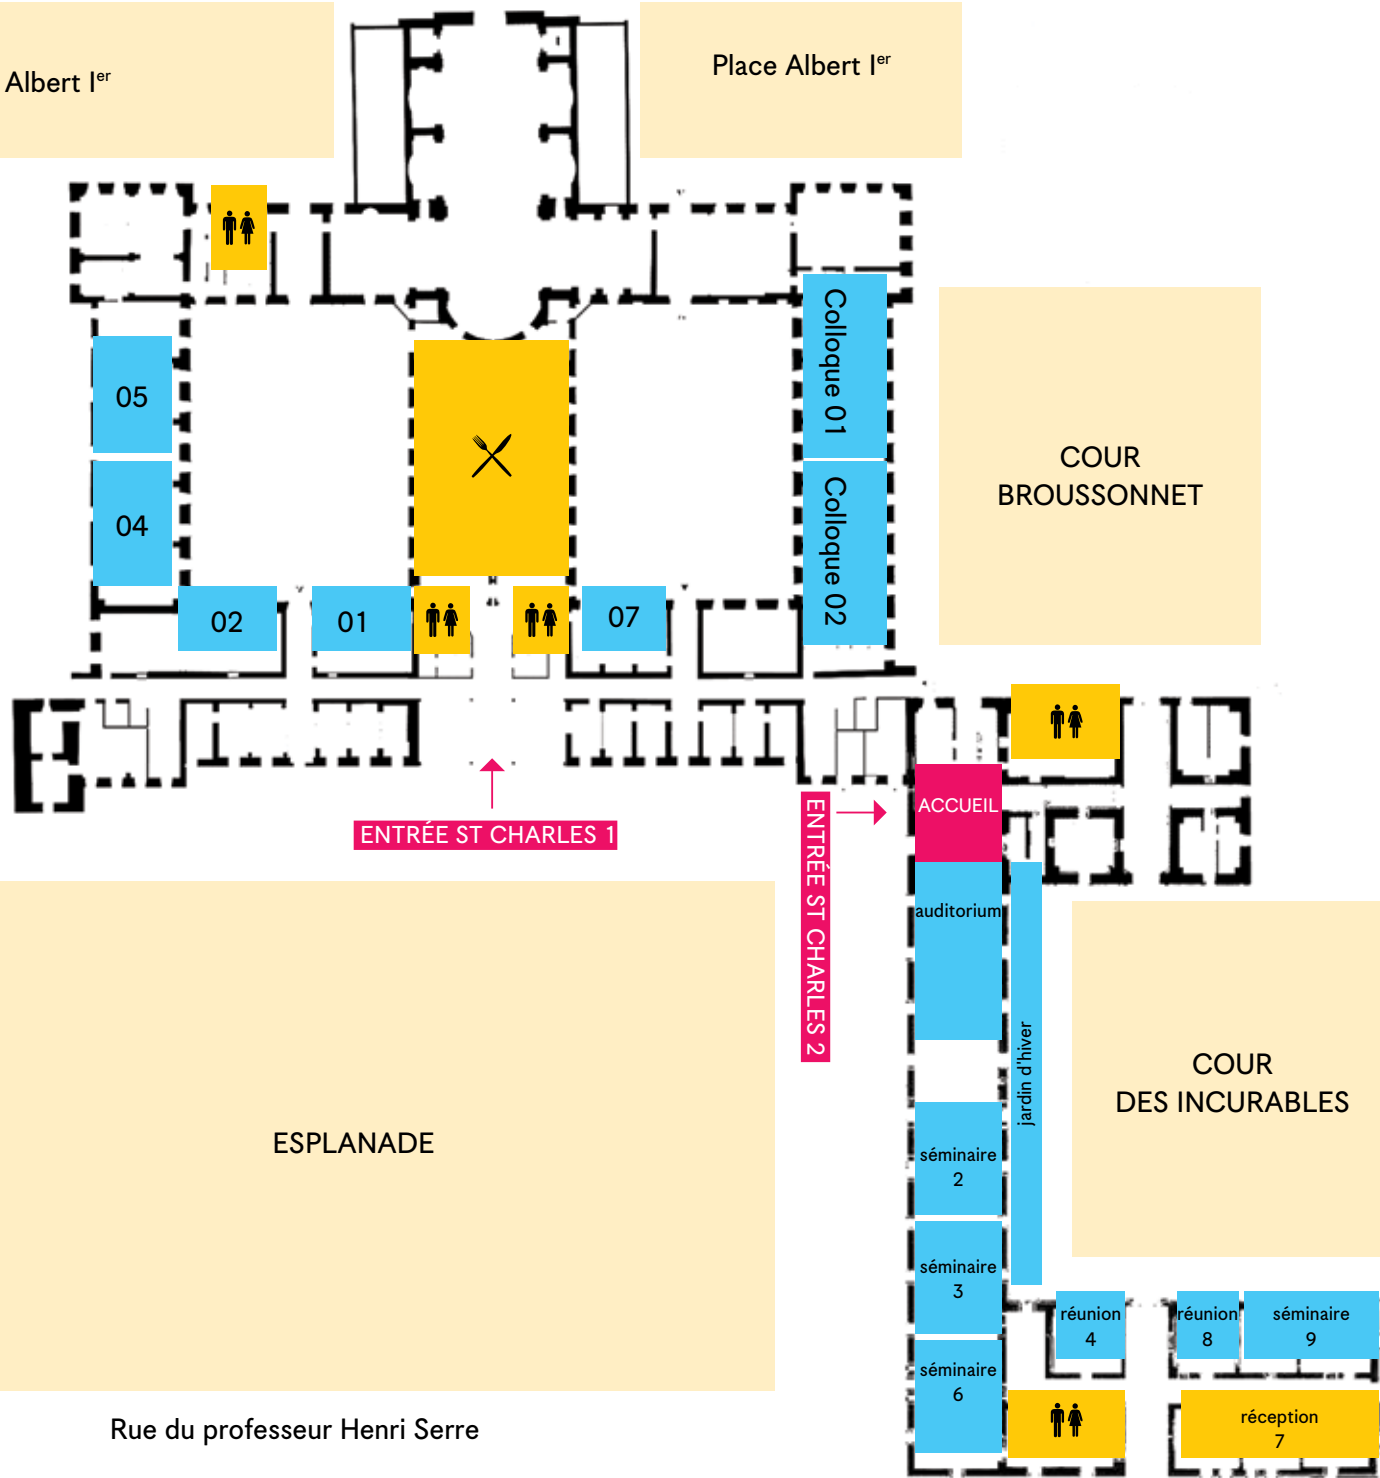 Albert Iᵉʳ
Place Albert Iᵉʳ
05
04
02
01
07
Colloque 01
Colloque 02
COUR
BROUSSONNET
ENTRÉE ST CHARLES 1
ENTRÉE ST CHARLES 2
ACCUEIL
auditorium
jardin d'hiver
COUR
DES INCURABLES
ESPLANADE
séminaire
2
séminaire
3
séminaire
6
réunion
4
réunion
8
séminaire
9
réception
7
Rue du professeur Henri Serre